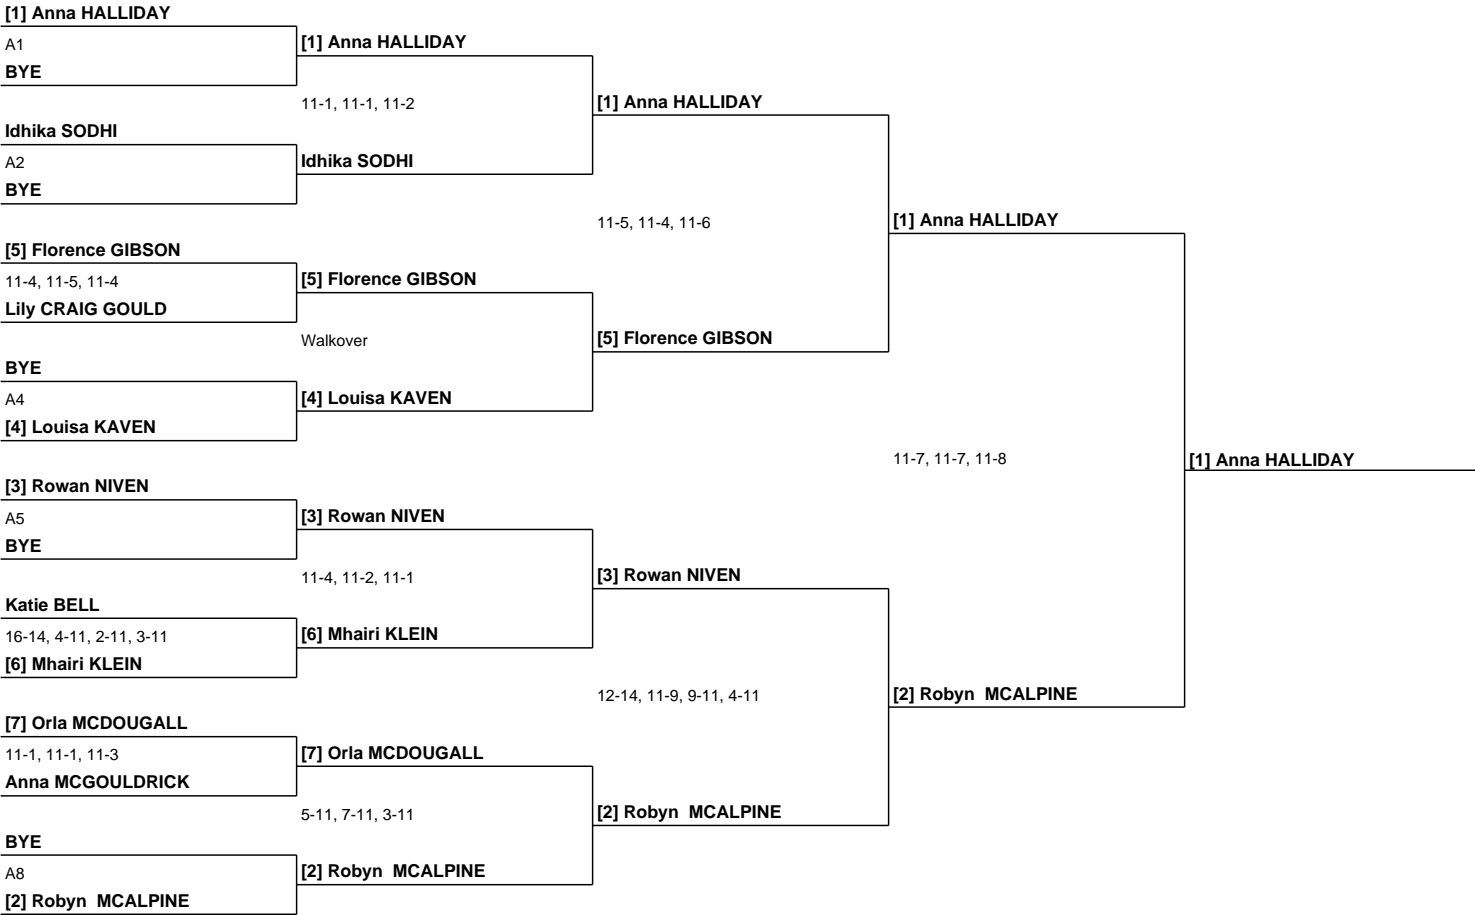 [1] Anna HALLIDAY
A1
BYE
[1] Anna HALLIDAY
11-1, 11-1, 11-2
Idhika SODHI
A2
BYE
Idhika SODHI
[1] Anna HALLIDAY
11-5, 11-4, 11-6
[5] Florence GIBSON
11-4, 11-5, 11-4
Lily CRAIG GOULD
[5] Florence GIBSON
Walkover
BYE
A4
[4] Louisa KAVEN
[4] Louisa KAVEN
[5] Florence GIBSON
[1] Anna HALLIDAY
11-7, 11-7, 11-8
[1] Anna HALLIDAY
[3] Rowan NIVEN
A5
BYE
[3] Rowan NIVEN
11-4, 11-2, 11-1
Katie BELL
16-14, 4-11, 2-11, 3-11
[6] Mhairi KLEIN
[6] Mhairi KLEIN
[3] Rowan NIVEN
12-14, 11-9, 9-11, 4-11
[2] Robyn  MCALPINE
[7] Orla MCDOUGALL
11-1, 11-1, 11-3
Anna MCGOULDRICK
[7] Orla MCDOUGALL
5-11, 7-11, 3-11
BYE
A8
[2] Robyn  MCALPINE
[2] Robyn  MCALPINE
[2] Robyn  MCALPINE